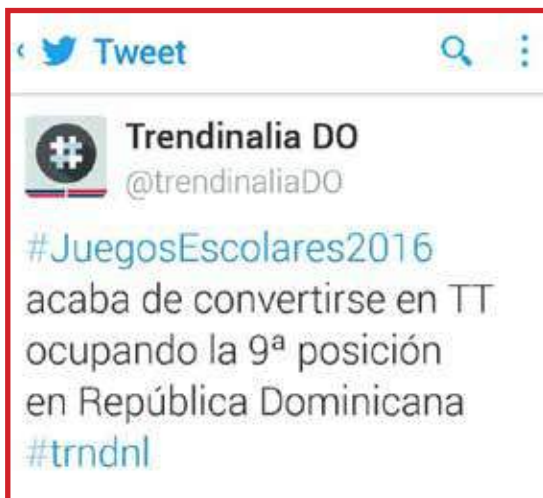 Tweet
Trendinalia DO
@trendinaliaDO
#JuegosEscolares2016
acaba de convertirse en TT
ocupando la 9ª posición
en República Dominicana
#trndnl